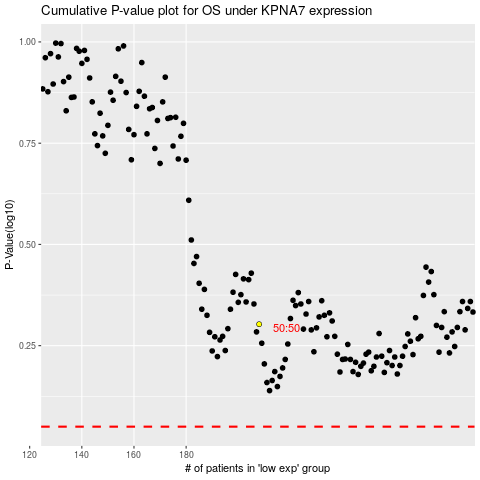 Cumulative P-value plot for OS under KPNA7 expression
1.00
0.75
0.50
0.25
P-Value(log10)
50:50
120 140 160 180
# of patients in 'low exp' group